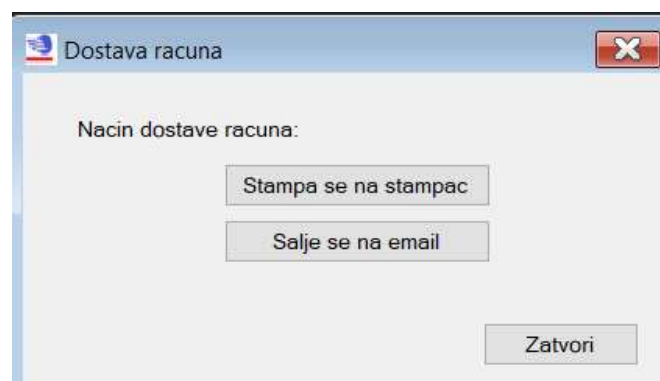 Dostava racuna
Nacin dostave racuna:
Stampa se na stampac
Salje se na email
Zatvori